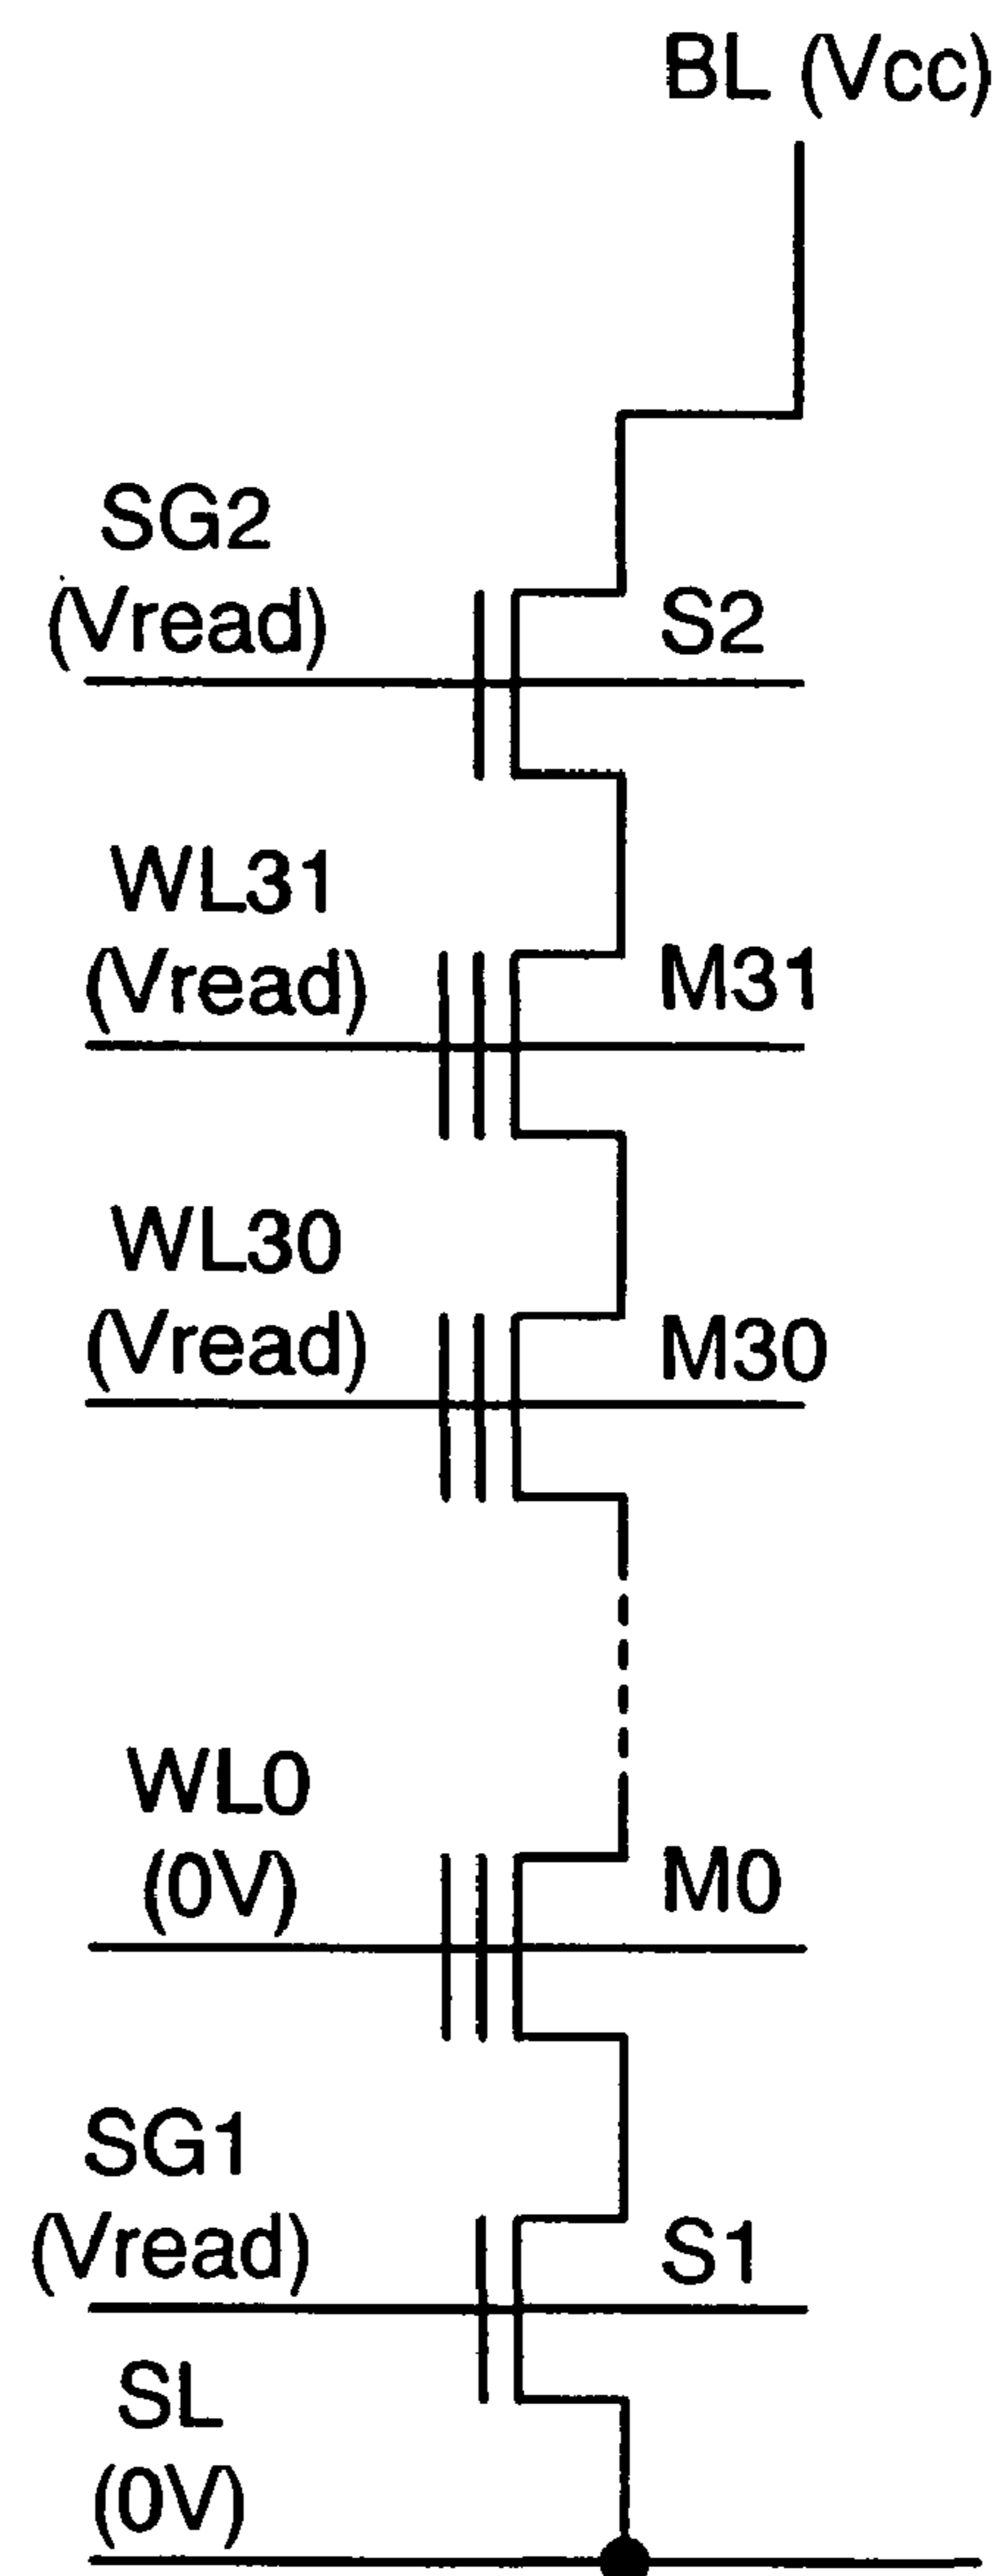 BL (Vcc)
SG2
(Vread)
S2
WL31
(Vread)
M31
WL30
(Vread)
M30
WL0
(0V)
M0
SG1
(Vread)
S1
SL
(0V)